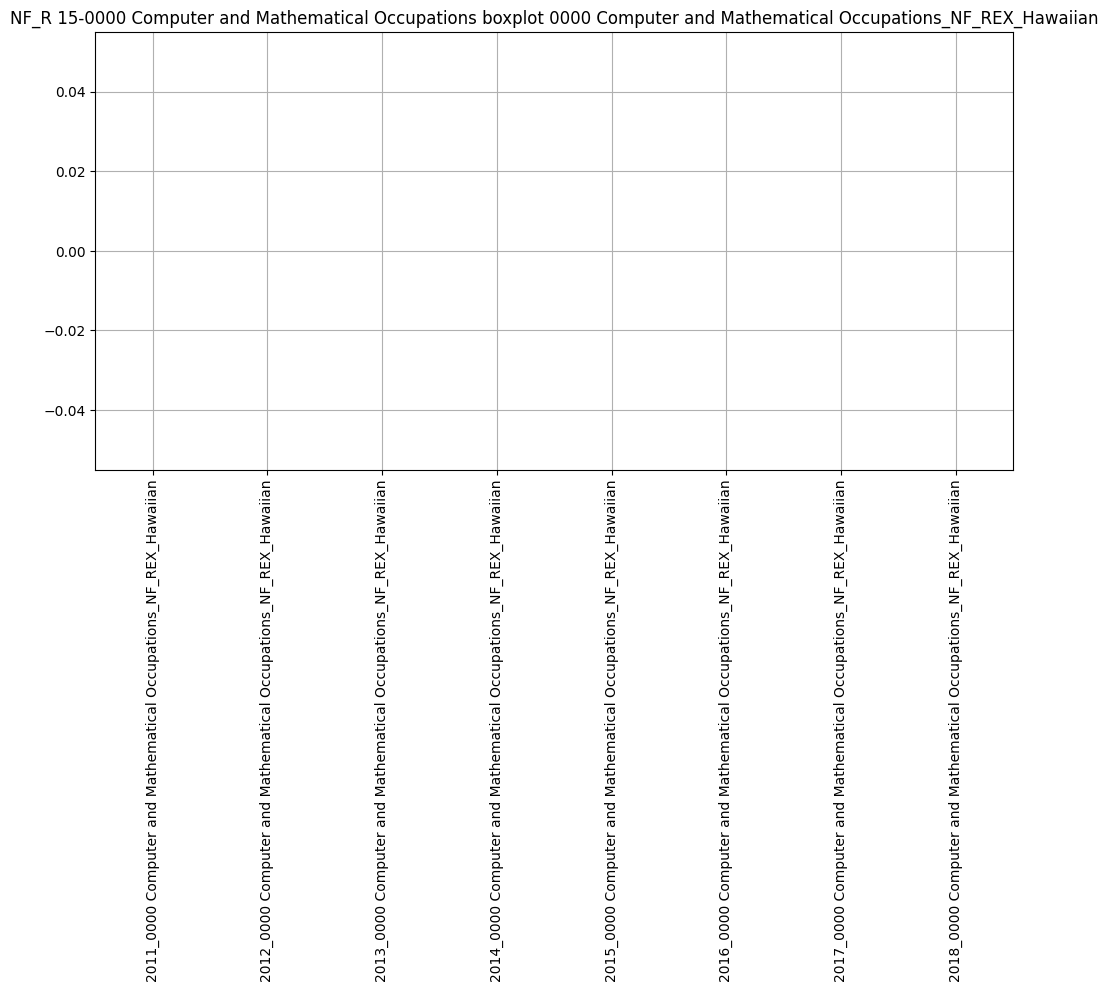 NF_R 15-0000 Computer and Mathematical Occupations boxplot 0000 Computer and Mathematical Occupations_NF_REX_Hawaiian
0.04
0.02
0.00
−0.02
−0.04
2011_0000 Computer and Mathematical Occupations_NF_REX_Hawaiian
2012_0000 Computer and Mathematical Occupations_NF_REX_Hawaiian
2013_0000 Computer and Mathematical Occupations_NF_REX_Hawaiian
2014_0000 Computer and Mathematical Occupations_NF_REX_Hawaiian
2015_0000 Computer and Mathematical Occupations_NF_REX_Hawaiian
2016_0000 Computer and Mathematical Occupations_NF_REX_Hawaiian
2017_0000 Computer and Mathematical Occupations_NF_REX_Hawaiian
2018_0000 Computer and Mathematical Occupations_NF_REX_Hawaiian